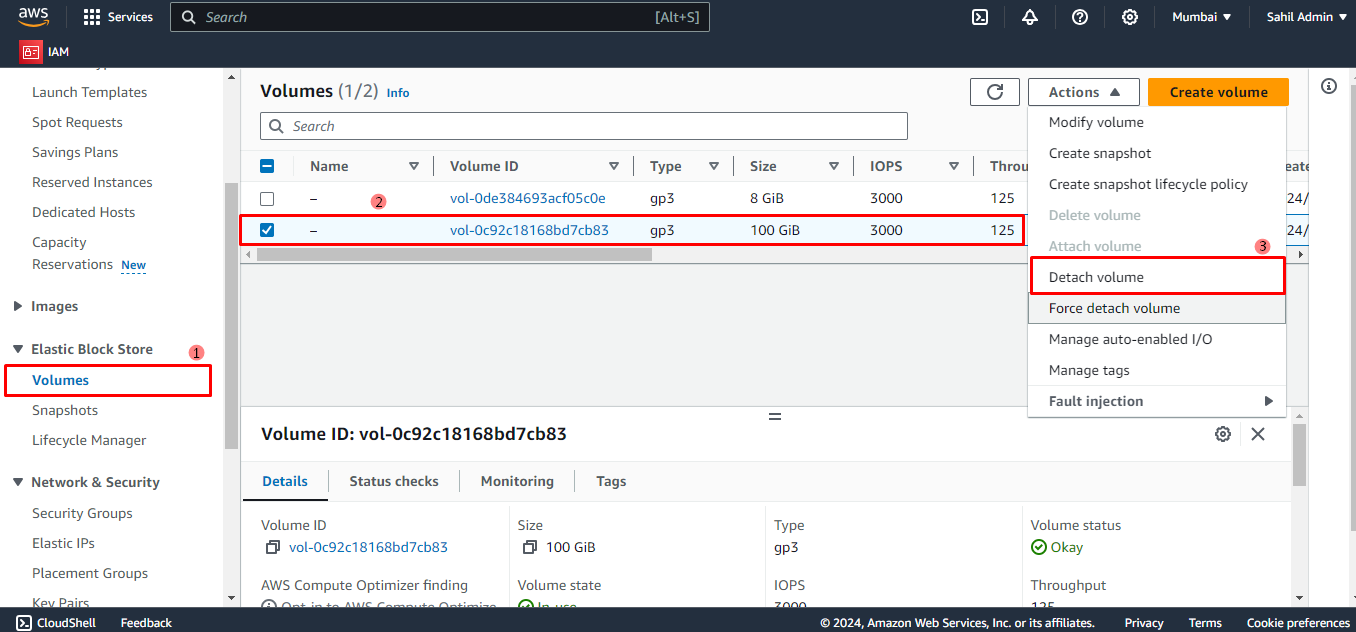 aws
Services
Search
[Alt+S]
Mumbai
Sahil Admin
IAM
Launch Templates
Spot Requests
Savings Plans
Reserved Instances
Dedicated Hosts
Capacity
Reservations New
Images
Elastic Block Store
1
Volumes
Snapshots
Lifecycle Manager
Network & Security
Security Groups
Elastic IPs
Placement Groups
Key Pairs
Volumes (1/2) Info
Actions
Create volume
Search
Name Volume ID Type Size IOPS Throu
– 2 vol-0de384693acf05c0e gp3 8 GiB 3000 125 24/
– vol-0c92c18168bd7cb83 gp3 100 GiB 3000 125 24/
Modify volume
Create snapshot
Create snapshot lifecycle policy
Delete volume
Attach volume
3
Detach volume
Force detach volume
Manage auto-enabled I/O
Manage tags
Fault injection
Volume ID: vol-0c92c18168bd7cb83
Details Status checks Monitoring Tags
Volume ID
vol-0c92c18168bd7cb83
Size
100 GiB
Type
gp3
Volume status
Okay
AWS Compute Optimizer finding
Opt-in to AWS Compute Optimize
Volume state
In-use
IOPS
3000
Throughput
125
CloudShell
Feedback
© 2024, Amazon Web Services, Inc. or its affiliates.
Privacy
Terms
Cookie preferences